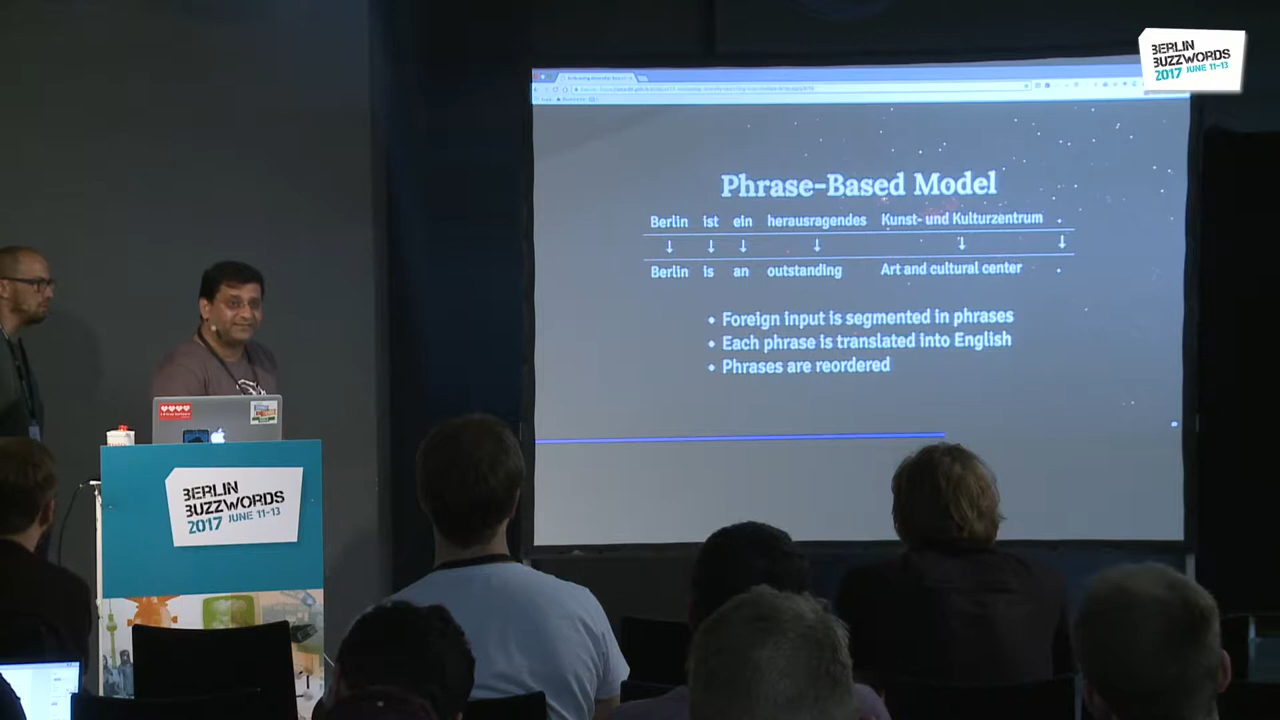 BERLIN
BUZZWORDS
2017 JUNE 11-13
Phrase-Based Model
Berlin ist ein herausragendes Kunst- und Kulturzentrum .
↓ ↓ ↓ ↓ ↓ ↓
Berlin is an outstanding Art and cultural center .
• Foreign input is segmented in phrases
• Each phrase is translated into English
• Phrases are reordered
BERLIN
BUZZWORDS
2017 JUNE 11-13